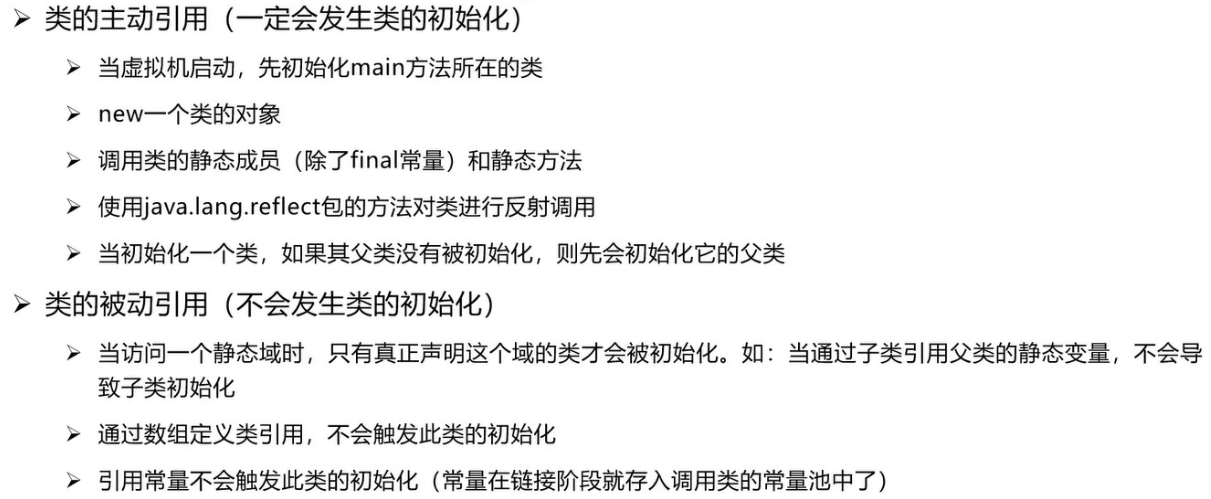 ➢ 类的主动引用（一定会发生类的初始化）
➢ 当虚拟机启动，先初始化main方法所在的类
➢ new一个类的对象
➢ 调用类的静态成员（除了final常量）和静态方法
➢ 使用java.lang.reflect包的方法对类进行反射调用
➢ 当初始化一个类，如果其父类没有被初始化，则先会初始化它的父类
➢ 类的被动引用（不会发生类的初始化）
➢ 当访问一个静态域时，只有真正声明这个域的类才会被初始化。如：当通过子类引用父类的静态变量，不会导
致子类初始化
➢ 通过数组定义类引用，不会触发此类的初始化
➢ 引用常量不会触发此类的初始化（常量在链接阶段就存入调用类的常量池中了）